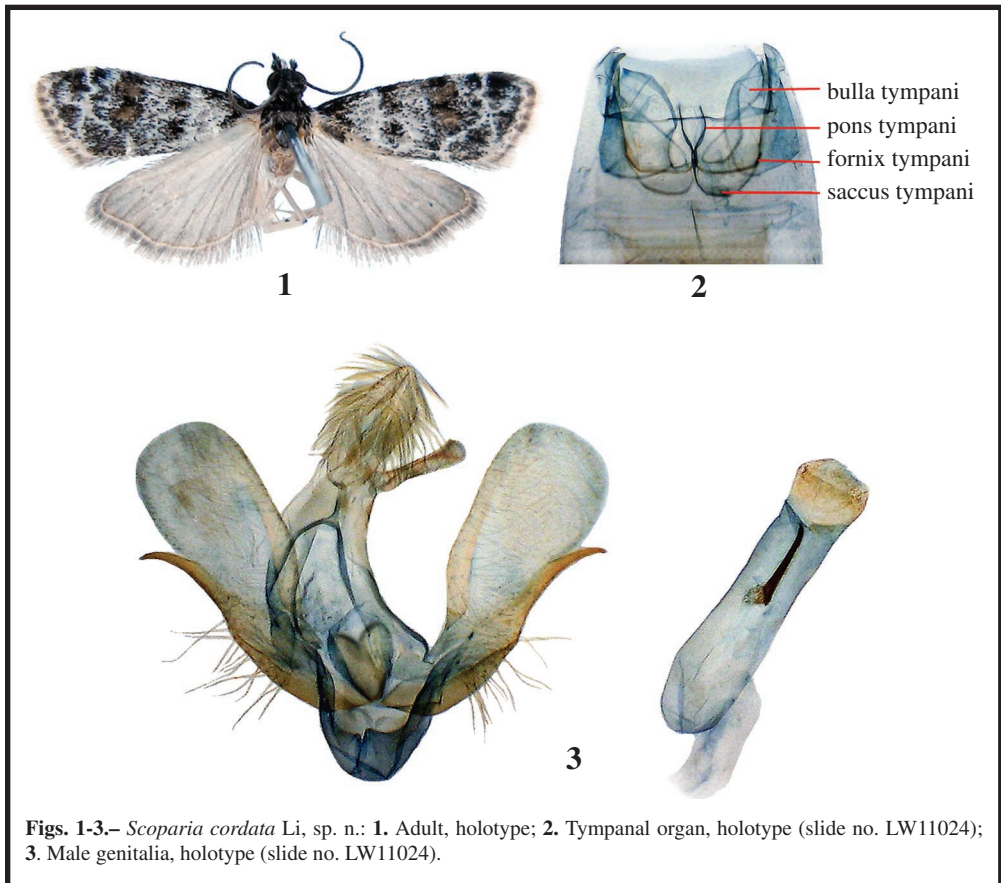 bulla tympani
pons tympani
fornix tympani
saccus tympani
1
2
3
Figs. 1-3.– Scoparia cordata Li, sp. n.: 1. Adult, holotype; 2. Tympanal organ, holotype (slide no. LW11024);
3. Male genitalia, holotype (slide no. LW11024).